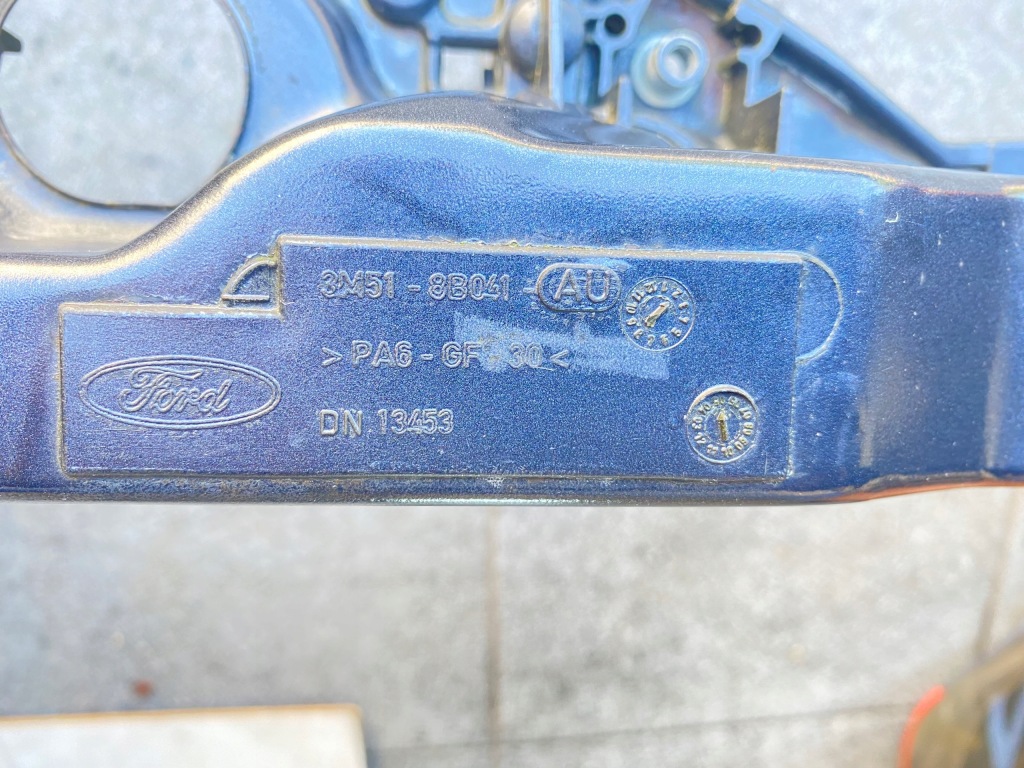 3M51 - 8B041 - AU
> PA6 - GF 30 <
Ford
DN 13453